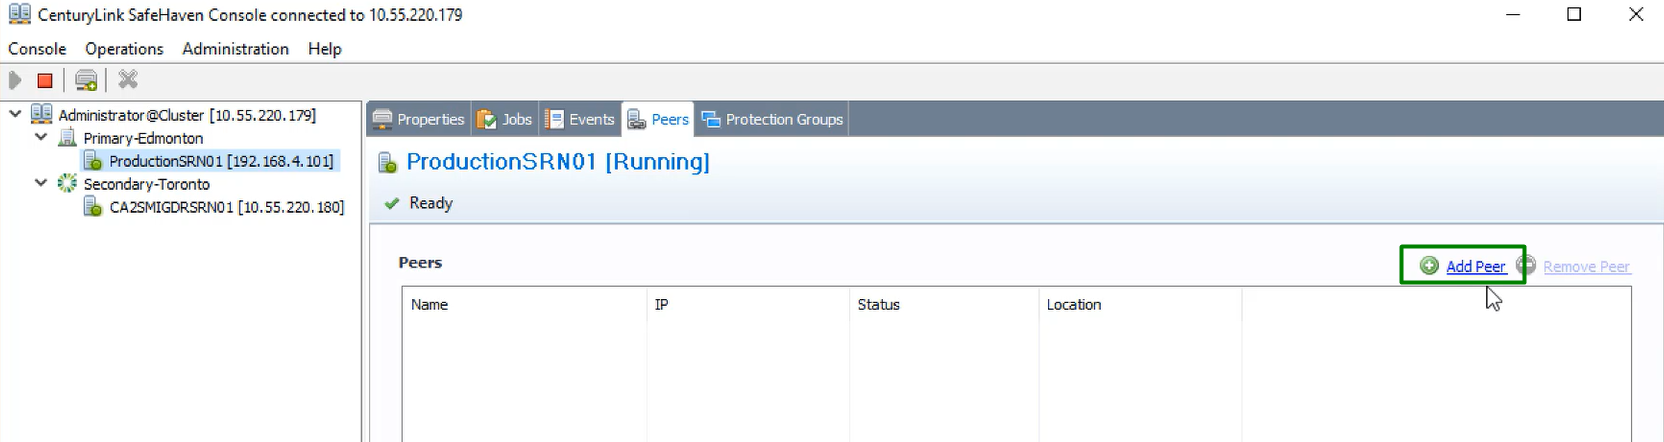 CenturyLink SafeHaven Console connected to 10.55.220.179
Console Operations Administration Help
Administrator@Cluster [10.55.220.179]
Primary-Edmonton
ProductionSRN01 [192.168.4.101]
Secondary-Toronto
CA2SMIGDRSRN01 [10.55.220.180]
Properties Jobs Events Peers Protection Groups
ProductionSRN01 [Running]
Ready
Peers Add Peer Remove Peer
Name IP Status Location